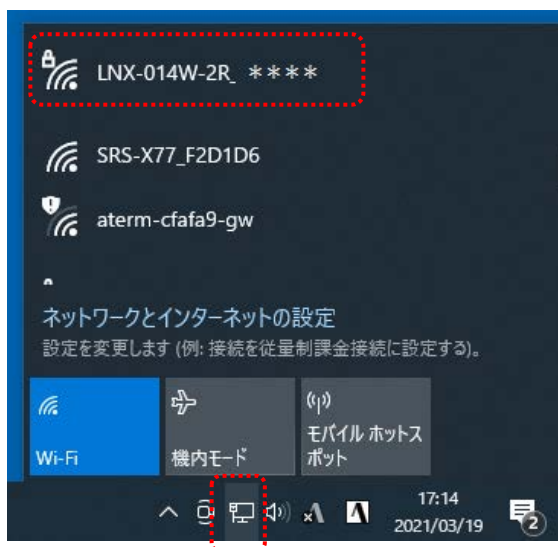 LNX-014W-2R_ ****
SRS-X77_F2D1D6
aterm-cfafa9-gw
ネットワークとインターネットの設定
設定を変更します (例: 接続を従量制課金接続に設定する)。
Wi-Fi
機内モード
モバイル ホットス
ポット
17:14
2021/03/19
2